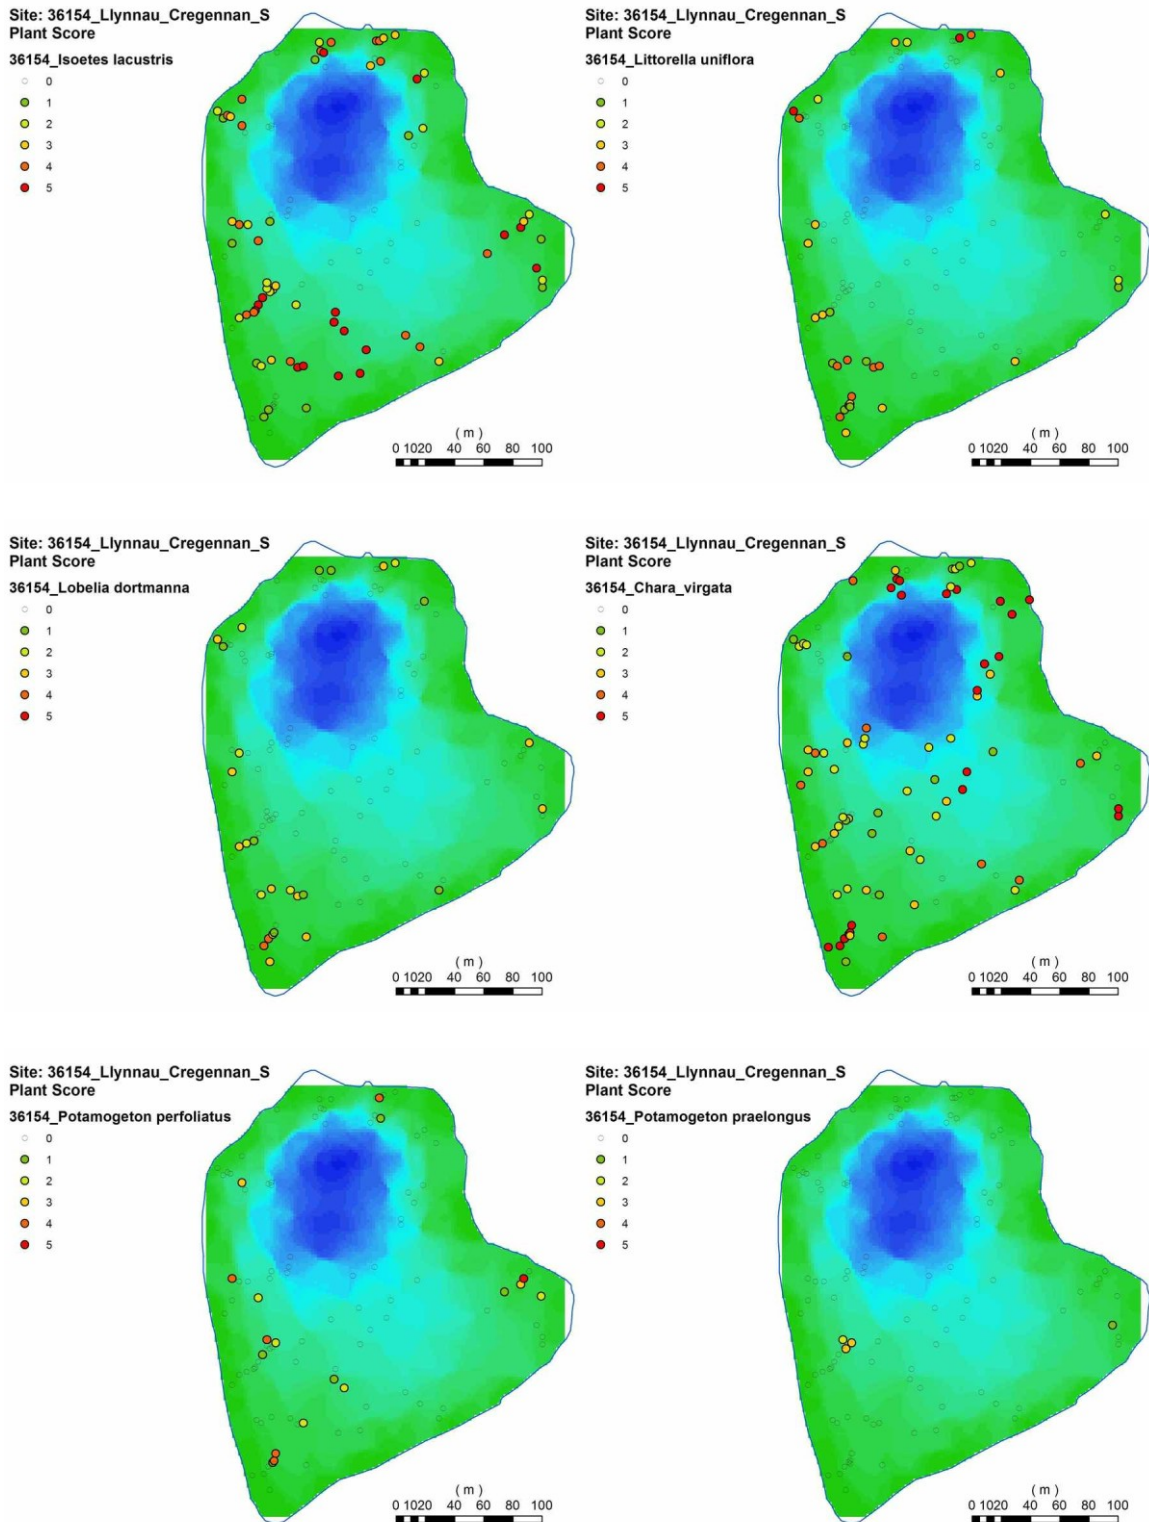 Site: 36154_Llynnau_Cregennan_S
Plant Score
36154_Isoetes lacustris
0
1
2
3
4
5
( m )
0 1020 40 60 80 100
Site: 36154_Llynnau_Cregennan_S
Plant Score
36154_Littorella uniflora
0
1
2
3
4
5
( m )
0 1020 40 60 80 100
Site: 36154_Llynnau_Cregennan_S
Plant Score
36154_Lobelia dortmanna
0
1
2
3
4
5
( m )
0 1020 40 60 80 100
Site: 36154_Llynnau_Cregennan_S
Plant Score
36154_Chara_virgata
0
1
2
3
4
5
( m )
0 1020 40 60 80 100
Site: 36154_Llynnau_Cregennan_S
Plant Score
36154_Potamogeton perfoliatus
0
1
2
3
4
5
( m )
0 1020 40 60 80 100
Site: 36154_Llynnau_Cregennan_S
Plant Score
36154_Potamogeton praelongus
0
1
2
3
4
5
( m )
0 1020 40 60 80 100